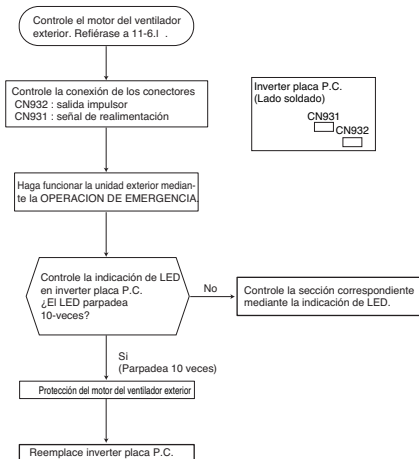 Controle el motor del ventilador
exterior. Refiérase a 11-6.I .
Controle la conexión de los conectores
CN932 : salida impulsor
CN931 : señal de realimentación
Inverter placa P.C.
(Lado soldado)
CN931
CN932
Haga funcionar la unidad exterior median-
te la OPERACION DE EMERGENCIA.
Controle la indicación de LED
en inverter placa P.C.
¿El LED parpadea
10-veces?
No
Controle la sección correspondiente
mediante la indicación de LED.
Si
(Parpadea 10 veces)
Protección del motor del ventilador exterior
Reemplace inverter placa P.C.